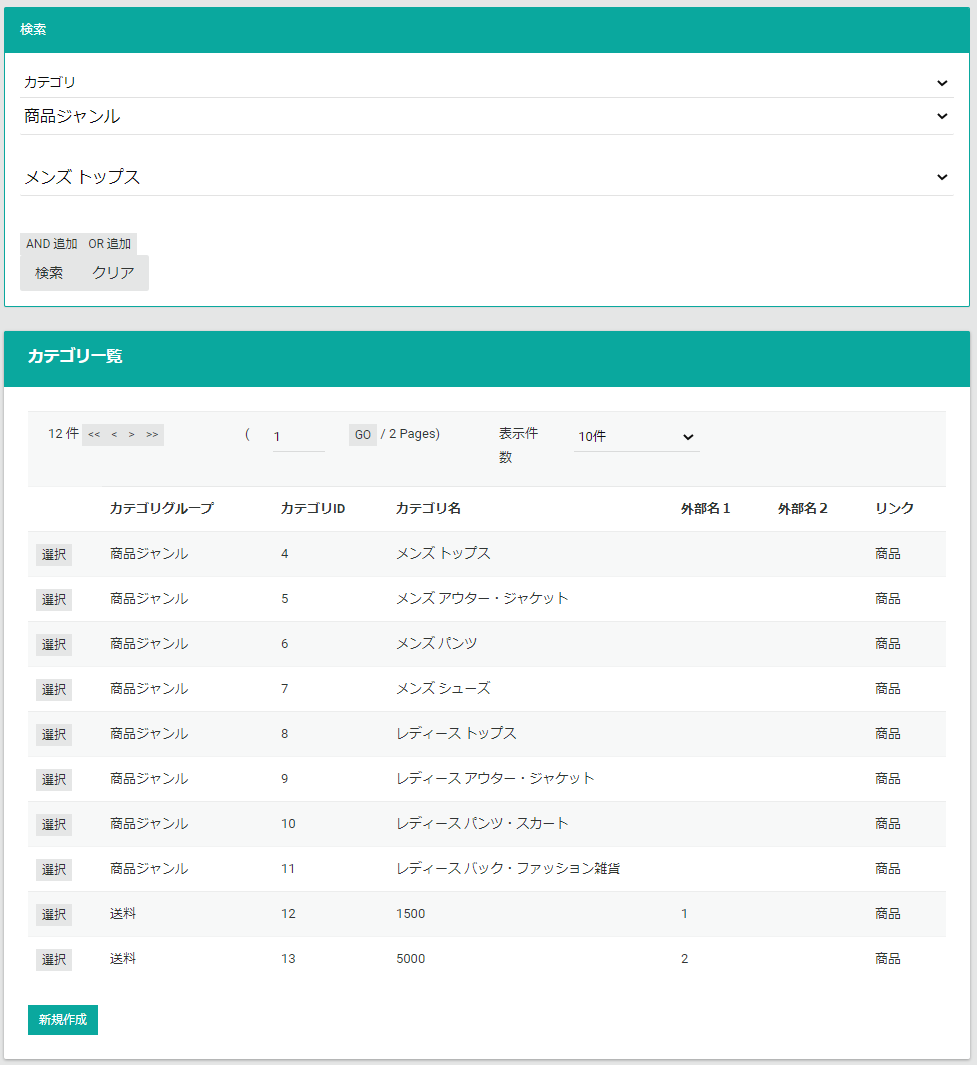 検索
カテゴリ
商品ジャンル
メンズ トップス
AND 追加 OR 追加
検索 クリア
カテゴリ一覧
12 件 << < > >> ( 1 GO / 2 Pages) 表示件数 10件
カテゴリグループ カテゴリID カテゴリ名 外部名１ 外部名２ リンク
選択 商品ジャンル 4 メンズ トップス 商品
選択 商品ジャンル 5 メンズ アウター・ジャケット 商品
選択 商品ジャンル 6 メンズ パンツ 商品
選択 商品ジャンル 7 メンズ シューズ 商品
選択 商品ジャンル 8 レディース トップス 商品
選択 商品ジャンル 9 レディース アウター・ジャケット 商品
選択 商品ジャンル 10 レディース パンツ・スカート 商品
選択 商品ジャンル 11 レディース バック・ファッション雑貨 商品
選択 送料 12 1500 1 商品
選択 送料 13 5000 2 商品
新規作成